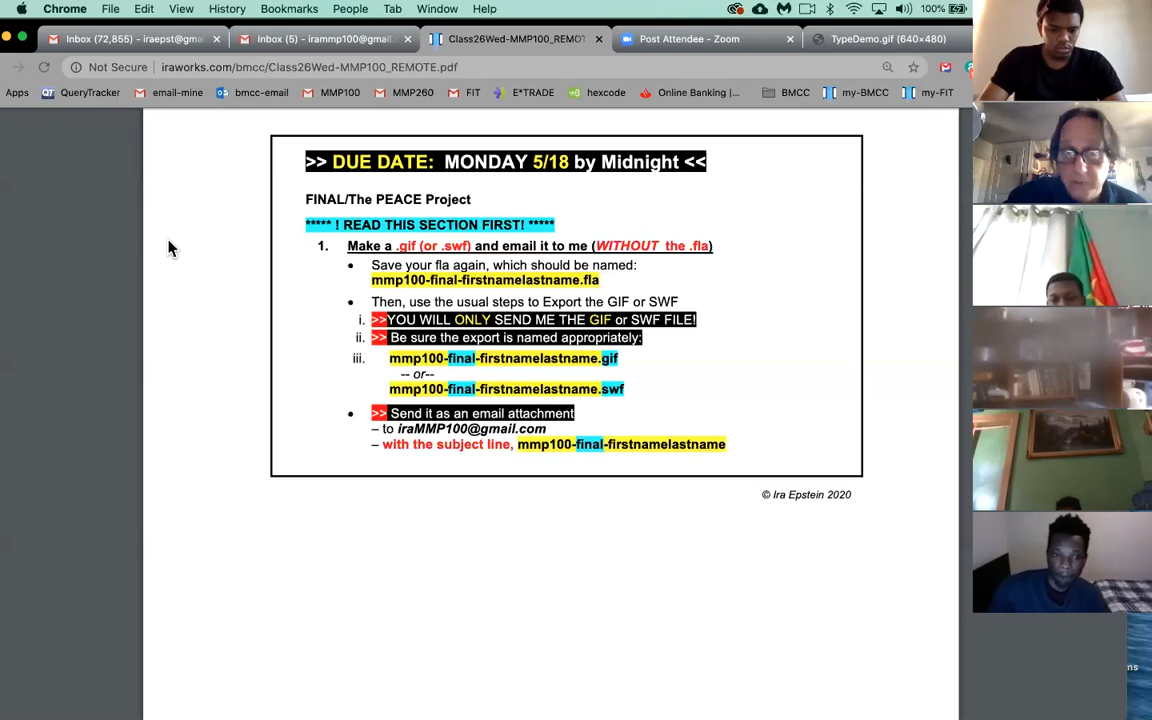 Chrome File Edit View History Bookmarks People Tab Window Help 100%
Inbox (72,855) - iraepst@gma
Inbox (5) - irammp100@gmail.
Class26Wed-MMP100_REMOT
Post Attendee - Zoom
TypeDemo.gif (640×480)
Not Secure | iraworks.com/bmcc/Class26Wed-MMP100_REMOTE.pdf
Apps QueryTracker email-mine bmcc-email MMP100 MMP260 FIT E*TRADE hexcode Online Banking |... BMCC my-BMCC my-FIT
>> DUE DATE: MONDAY 5/18 by Midnight <<
FINAL/The PEACE Project
***** ! READ THIS SECTION FIRST! *****
1. Make a .gif (or .swf) and email it to me (WITHOUT the .fla)
• Save your fla again, which should be named:
mmp100-final-firstnamelastname.fla
• Then, use the usual steps to Export the GIF or SWF
i. >>YOU WILL ONLY SEND ME THE GIF or SWF FILE!
ii. >> Be sure the export is named appropriately:
iii. mmp100-final-firstnamelastname.gif
-- or--
mmp100-final-firstnamelastname.swf
• >> Send it as an email attachment
– to iraMMP100@gmail.com
– with the subject line, mmp100-final-firstnamelastname
© Ira Epstein 2020
ms